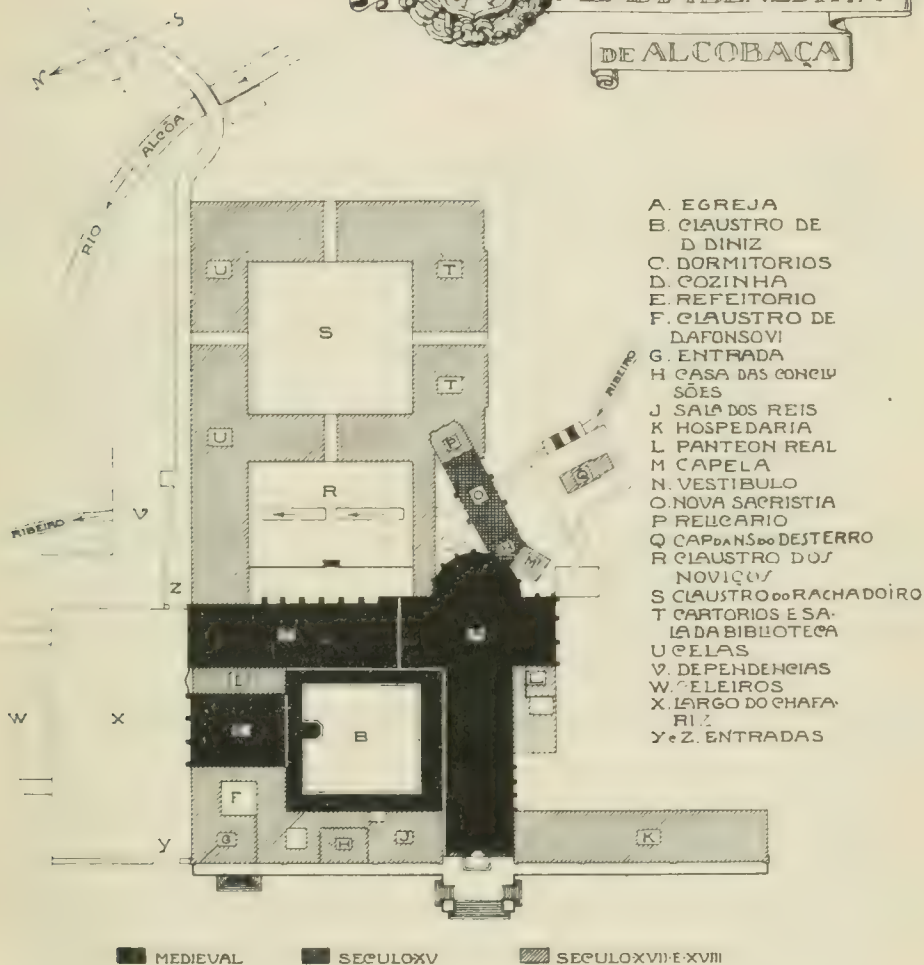 DE ALCOBAÇA
N
S
RIO
ALCÔA
U
T
S
T
U
R
P
O
RIBEIRO
Q
M
RIBEIRO
V
Z
W
X
B
F
G
H
J
K
Y
A. EGREJA
B. CLAUSTRO DE
D DINIZ
C. DORMITORIOS
D. COZINHA
E. REFEITORIO
F. CLAUSTRO DE
D.AFONSO VI
G. ENTRADA
H CASA DAS CONCLU
SÕES
J SALA DOS REIS
K HOSPEDARIA
L PANTEON REAL
M CAPELA
N. VESTIBULO
O. NOVA SACRISTIA
P RELICARIO
Q CAP DA NS DO DESTERRO
R CLAUSTRO DOS
NOVIÇOS
S CLAUSTRO DO RACHADOIRO
T CARTORIOS E SA-
LA DA BIBLIOTECA
U CELAS
V. DEPENDENCIAS
W. CELEIROS
X. LARGO DO CHAFA-
RIZ
Y e Z. ENTRADAS
MEDIEVAL
SECULO XV
SECULO XVII E XVIII